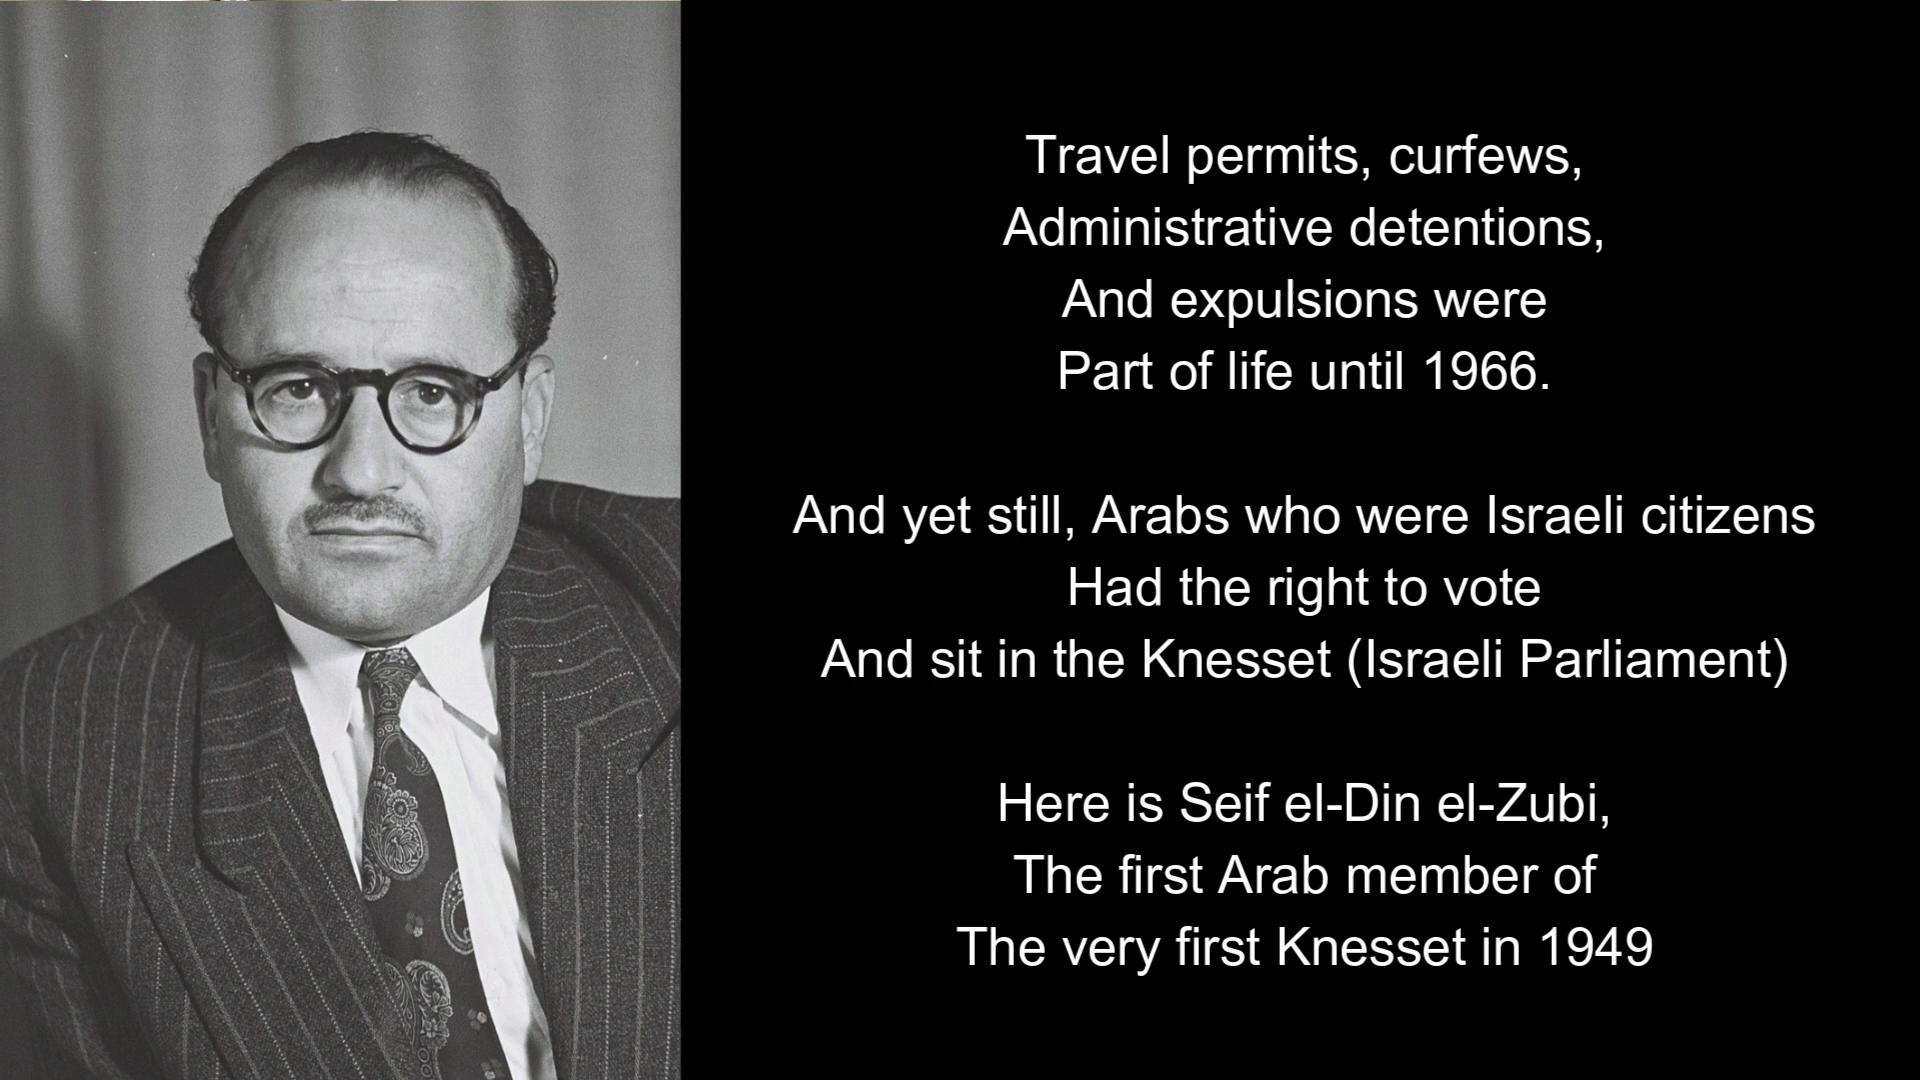 Travel permits, curfews,
Administrative detentions,
And expulsions were
Part of life until 1966.
And yet still, Arabs who were Israeli citizens
Had the right to vote
And sit in the Knesset (Israeli Parliament)
Here is Seif el-Din el-Zubi,
The first Arab member of
The very first Knesset in 1949